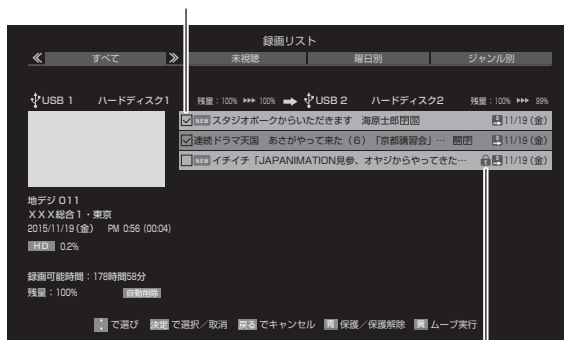 録画リスト
≪ すべて ≫ 未視聴 曜日別 ジャンル別
USB 1 ハードディスク1 残量：100% ▸▸▸ 100% ➡ USB 2 ハードディスク2 残量：100% ▸▸▸ 99%
NEW スタジオボークからいただきます 海原士郎 11/19 (金)
連続ドラマ天国 あさがやって来た（6）「京都講習会」… 11/19 (金)
NEW イチイチ「JAPANIMATION見参、オヤジからやってきた… 11/19 (金)
地デジ 011
ＸＸＸ総合１・東京
2015/11/19 (金) PM 0:56 (00:04)
HD 0.2%
録画可能時間：178時間58分
残量：100% 自動削除
で選び 決定 で選択／取消 戻る でキャンセル 青 保護／保護解除 黄 ムーブ実行